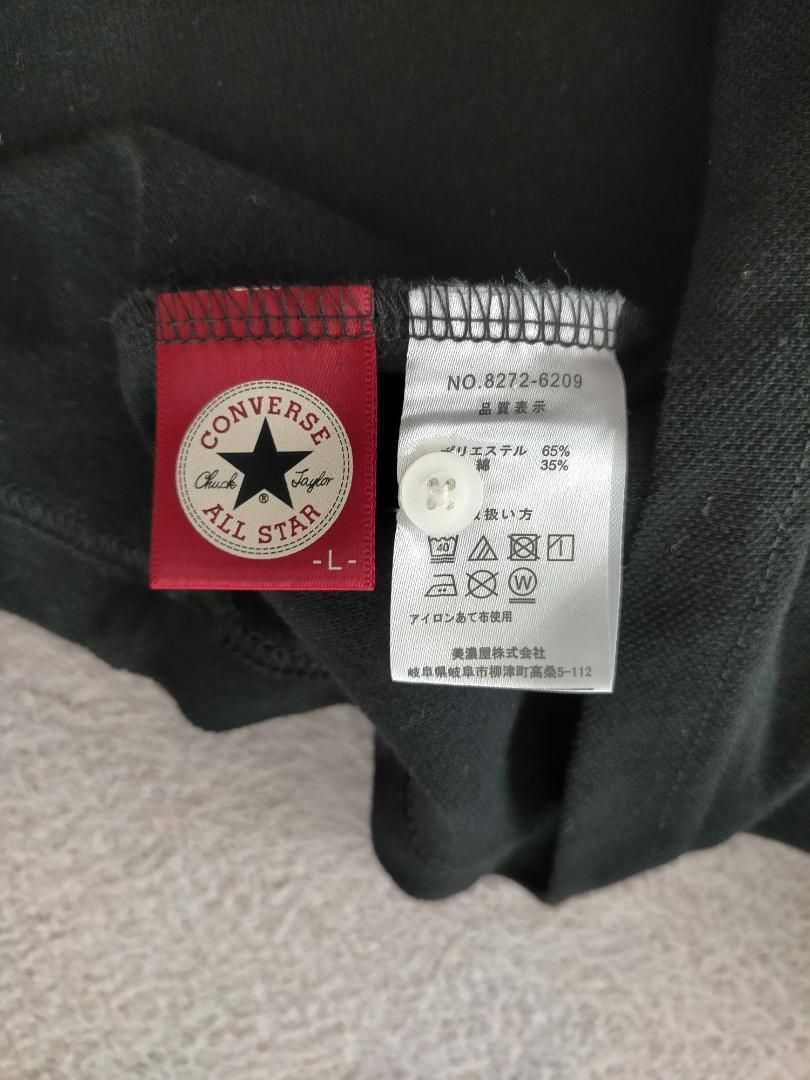 CONVERSE
Chuck Taylor
®
ALL STAR
-L-
NO.8272-6209
品質表示
リエステル 65%
綿 35%
扱い方
40
W
アイロンあて布使用
美濃屋株式会社
岐阜県岐阜市柳津町高桑5-112